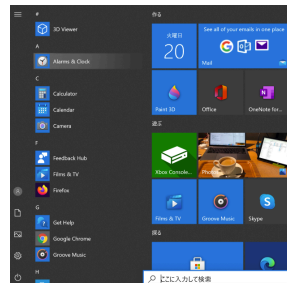 #
3D Viewer
A
Alarms & Clock
C
Calculator
Calendar
Camera
F
Feedback Hub
Films & TV
Firefox
G
Get Help
Google Chrome
Groove Music
H
作る
火曜日
20
See all of your emails in one place
Mail
Paint 3D
Office
OneNote for...
遊ぶ
Xbox Console...
Photos
Films & TV
Groove Music
Skype
探る
ここに入力して検索